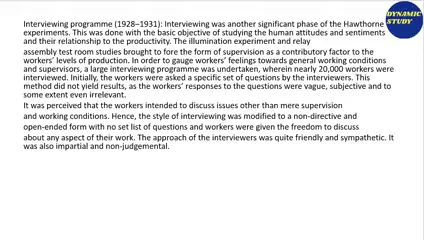 Interviewing programme (1928–1931): Interviewing was another significant phase of the Hawthorne
experiments. This was done with the basic objective of studying the human attitudes and sentiments
and their relationship to the productivity. The illumination experiment and relay
assembly test room studies brought to fore the form of supervision as a contributory factor to the
workers’ levels of production. In order to gauge workers’ feelings towards general working conditions
and supervisors, a large interviewing programme was undertaken, wherein nearly 20,000 workers were
interviewed. Initially, the workers were asked a specific set of questions by the interviewers. This
method did not yield results, as the workers’ responses to the questions were vague, subjective and to
some extent even irrelevant.
It was perceived that the workers intended to discuss issues other than mere supervision
and working conditions. Hence, the style of interviewing was modified to a non-directive and
open-ended form with no set list of questions and workers were given the freedom to discuss
about any aspect of their work. The approach of the interviewers was quite friendly and sympathetic. It
was also impartial and non-judgemental.
DYNAMIC
STUDY